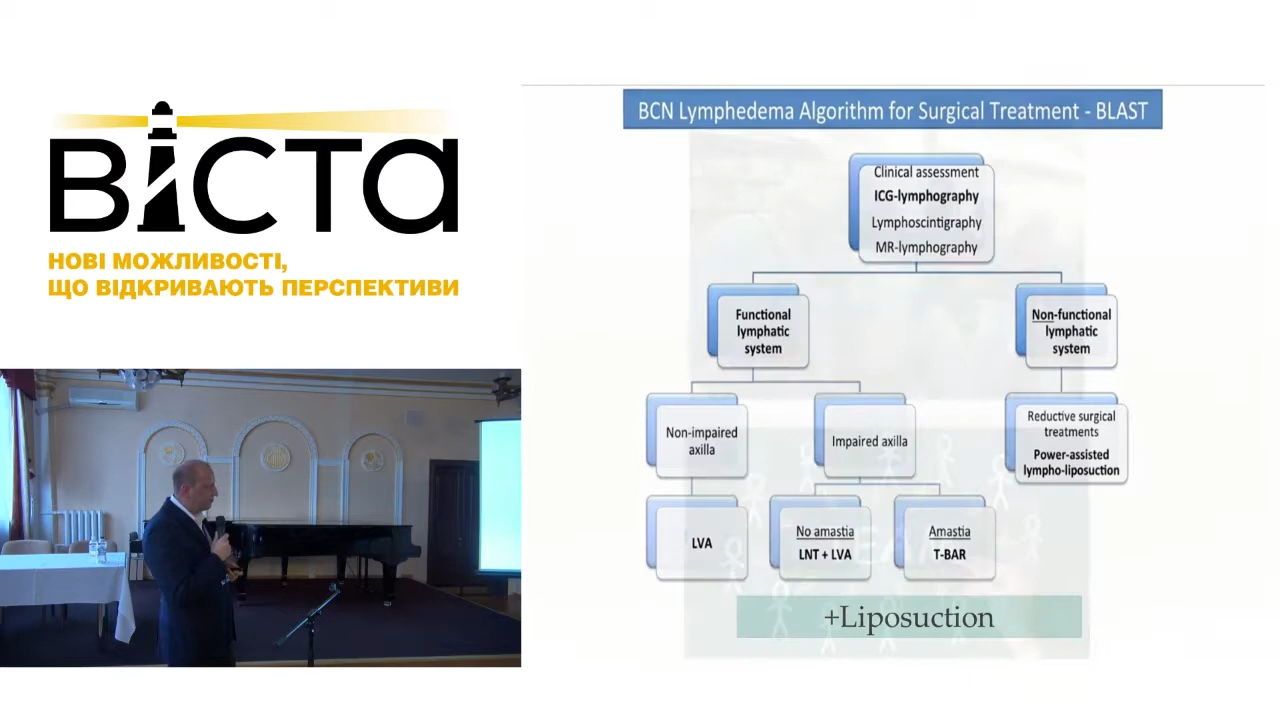 ВІСТА
НОВІ МОЖЛИВОСТІ,
ЩО ВІДКРИВАЮТЬ ПЕРСПЕКТИВИ
BCN Lymphedema Algorithm for Surgical Treatment - BLAST
Clinical assessment
ICG-lymphography
Lymphoscintigraphy
MR-lymphography
Functional
lymphatic
system
Non-functional
lymphatic
system
Non-impaired
axilla
Impaired axilla
Reductive surgical
treatments
Power-assisted
lympho-liposuction
LVA
No amastia
LNT + LVA
Amastia
T-BAR
+Liposuction